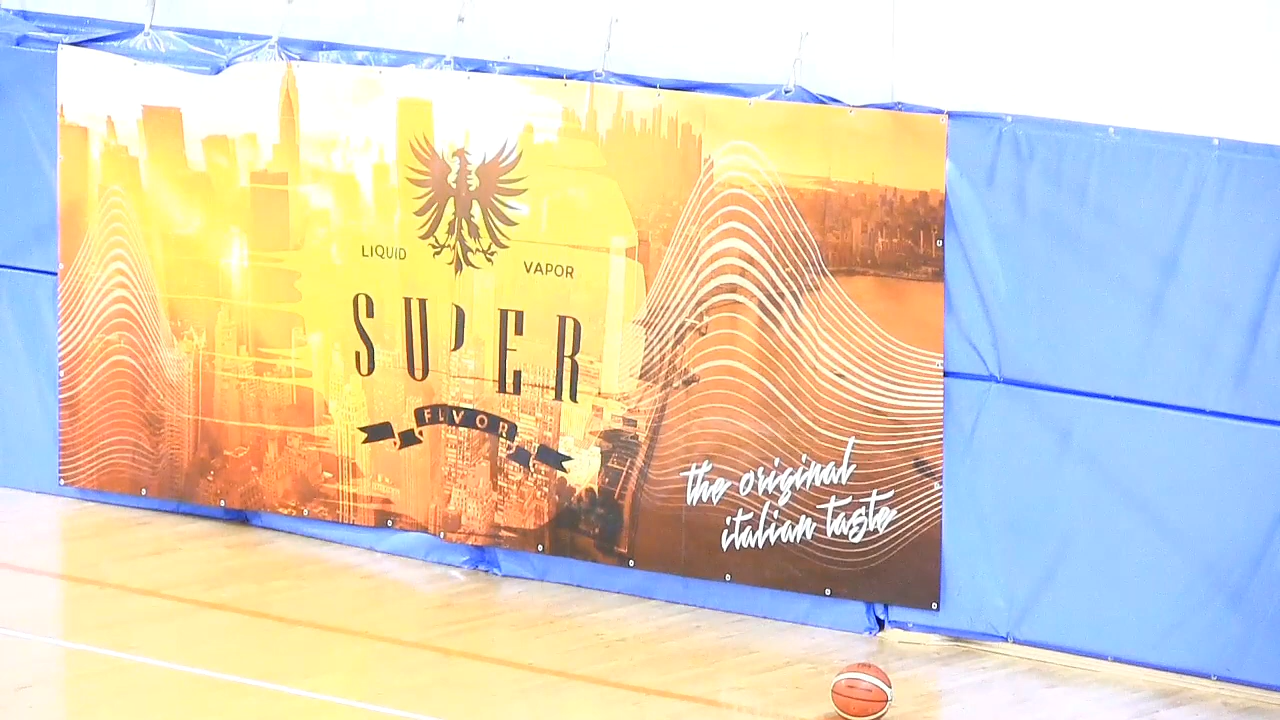 LIQUID VAPOR
SUPER
FLVOR
the original
italian taste